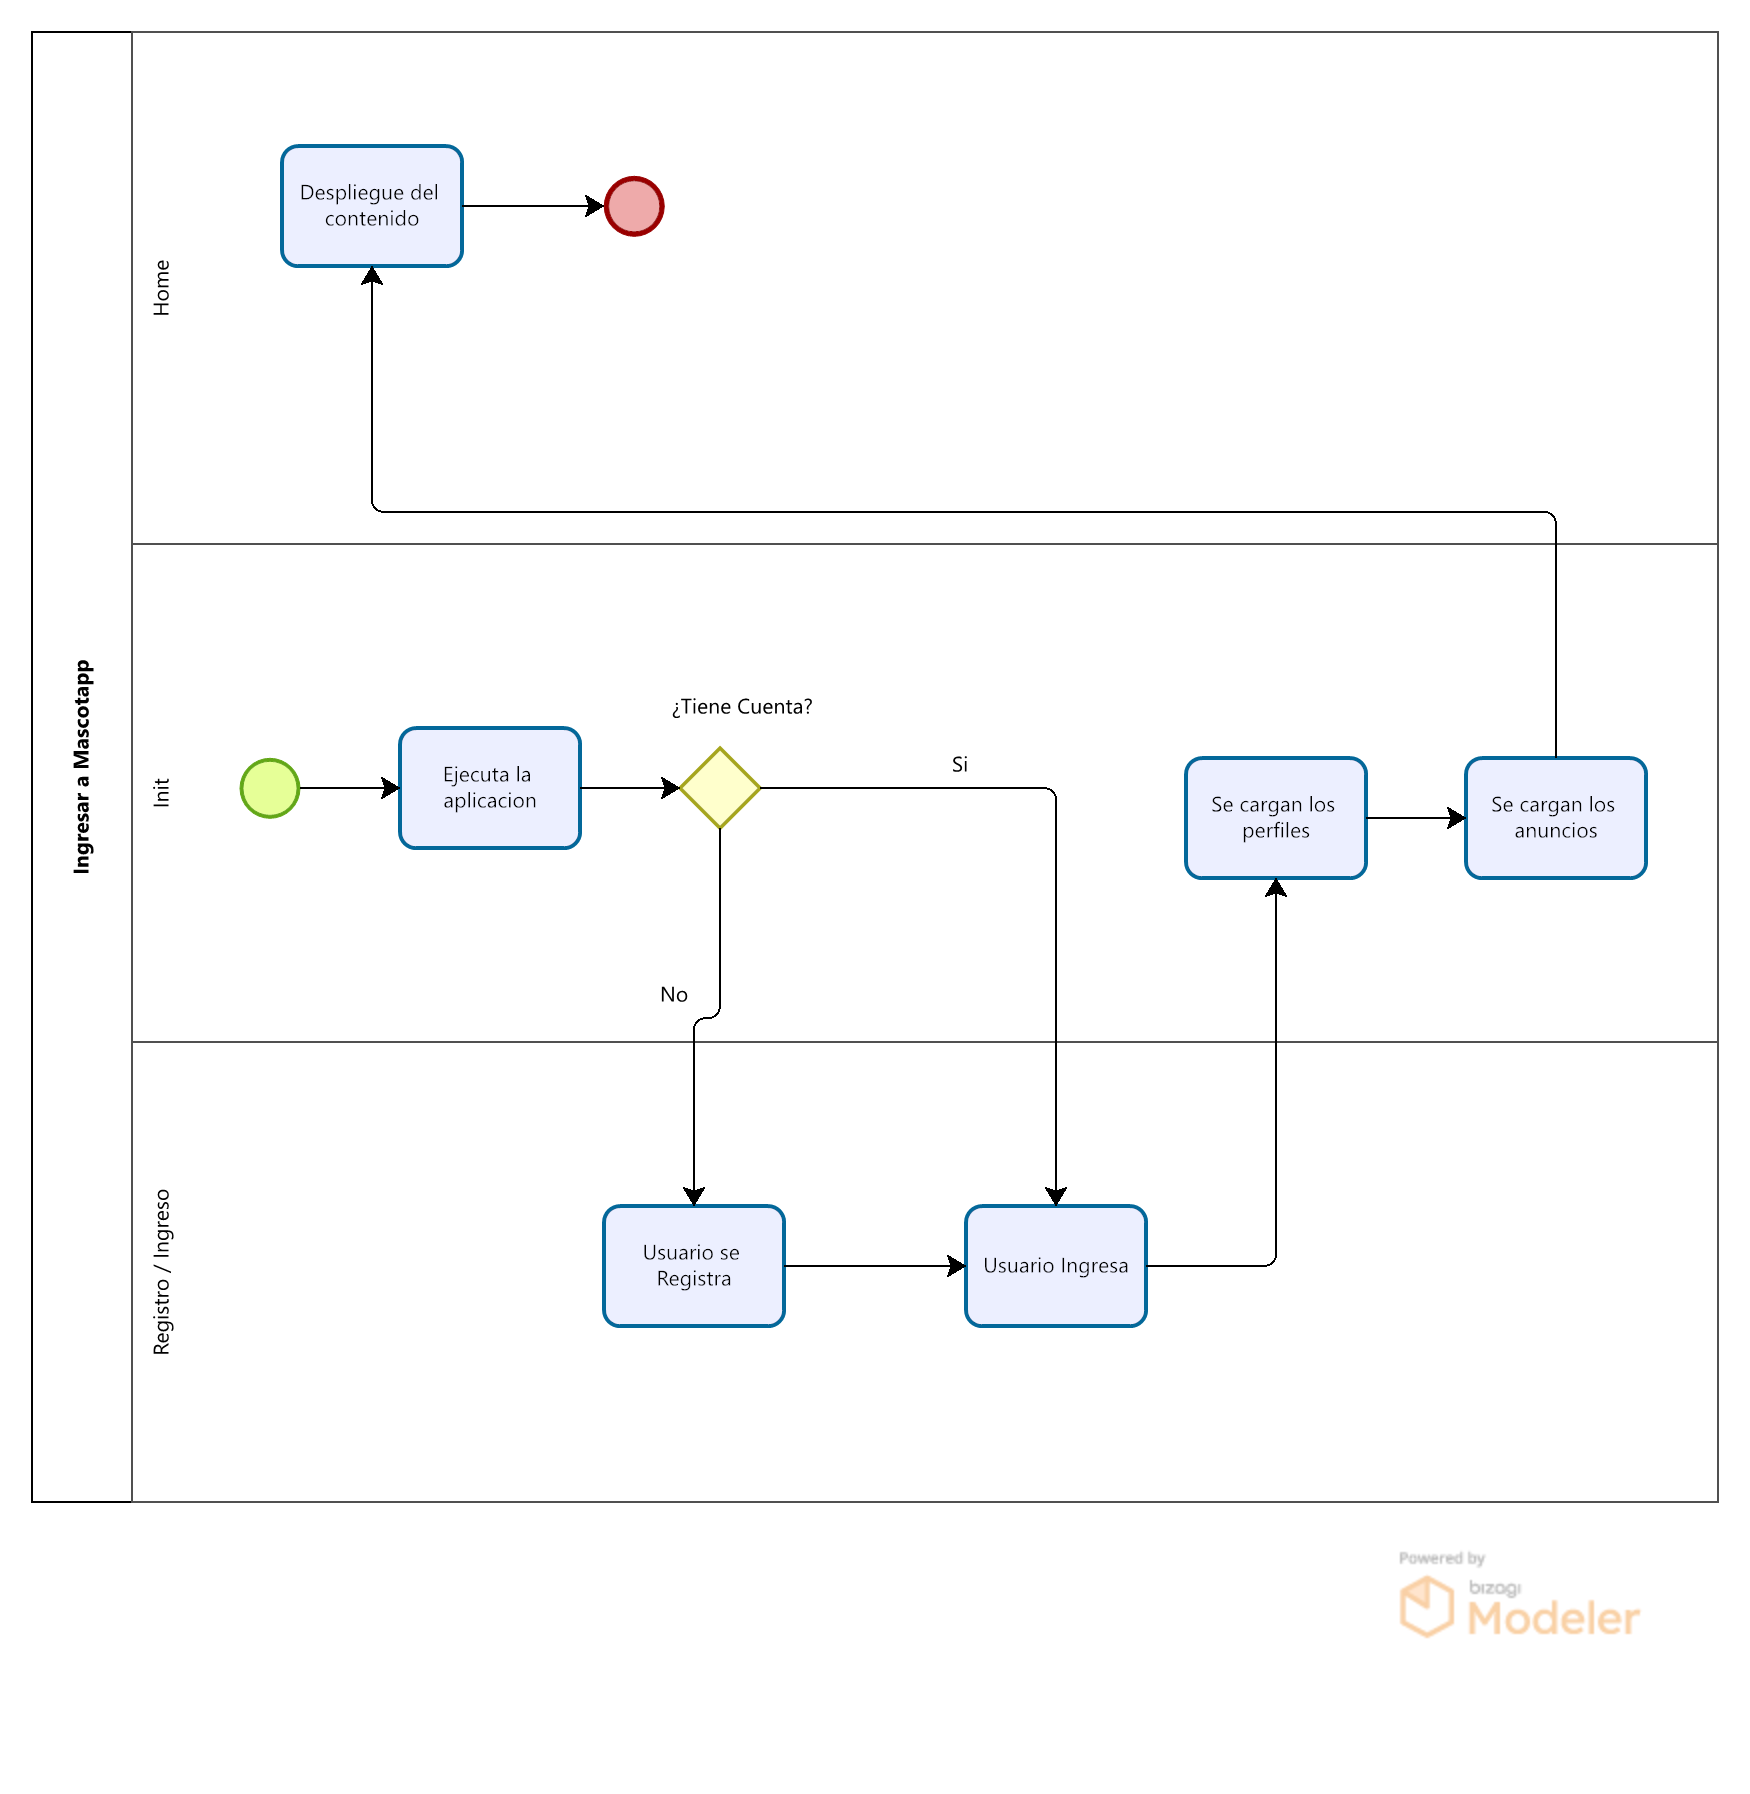 Ingresar a Mascotapp
Home
Despliegue del
contenido
Init
Ejecuta la
aplicacion
¿Tiene Cuenta?
Si
No
Se cargan los
perfiles
Se cargan los
anuncios
Registro / Ingreso
Usuario se
Registra
Usuario Ingresa
Powered by
bizagi
Modeler